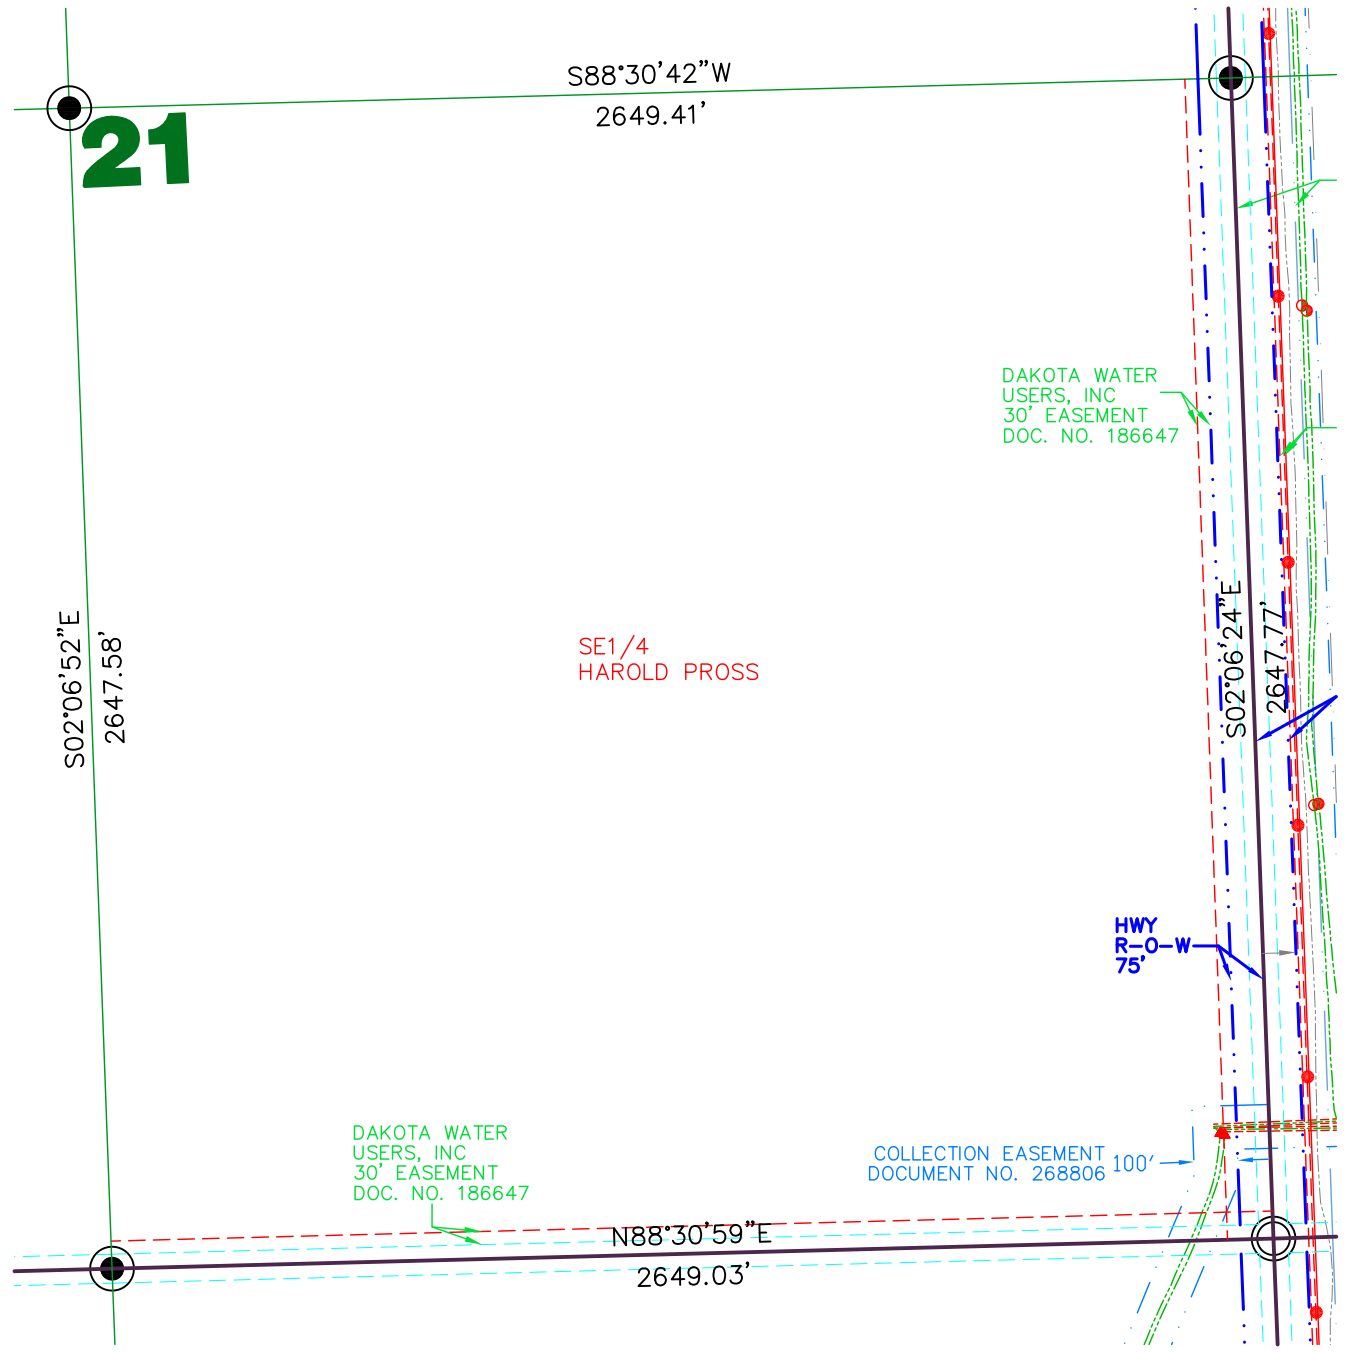 S88°30'42"W
2649.41'
21
DAKOTA WATER
USERS, INC
30' EASEMENT
DOC. NO. 186647
S02°06'52"E
2647.58'
SE1/4
HAROLD PROSS
S02°06'24"E
2647.77'
HWY
R-O-W
75'
DAKOTA WATER
USERS, INC
30' EASEMENT
DOC. NO. 186647
COLLECTION EASEMENT
DOCUMENT NO. 268806
100'
N88°30'59"E
2649.03'